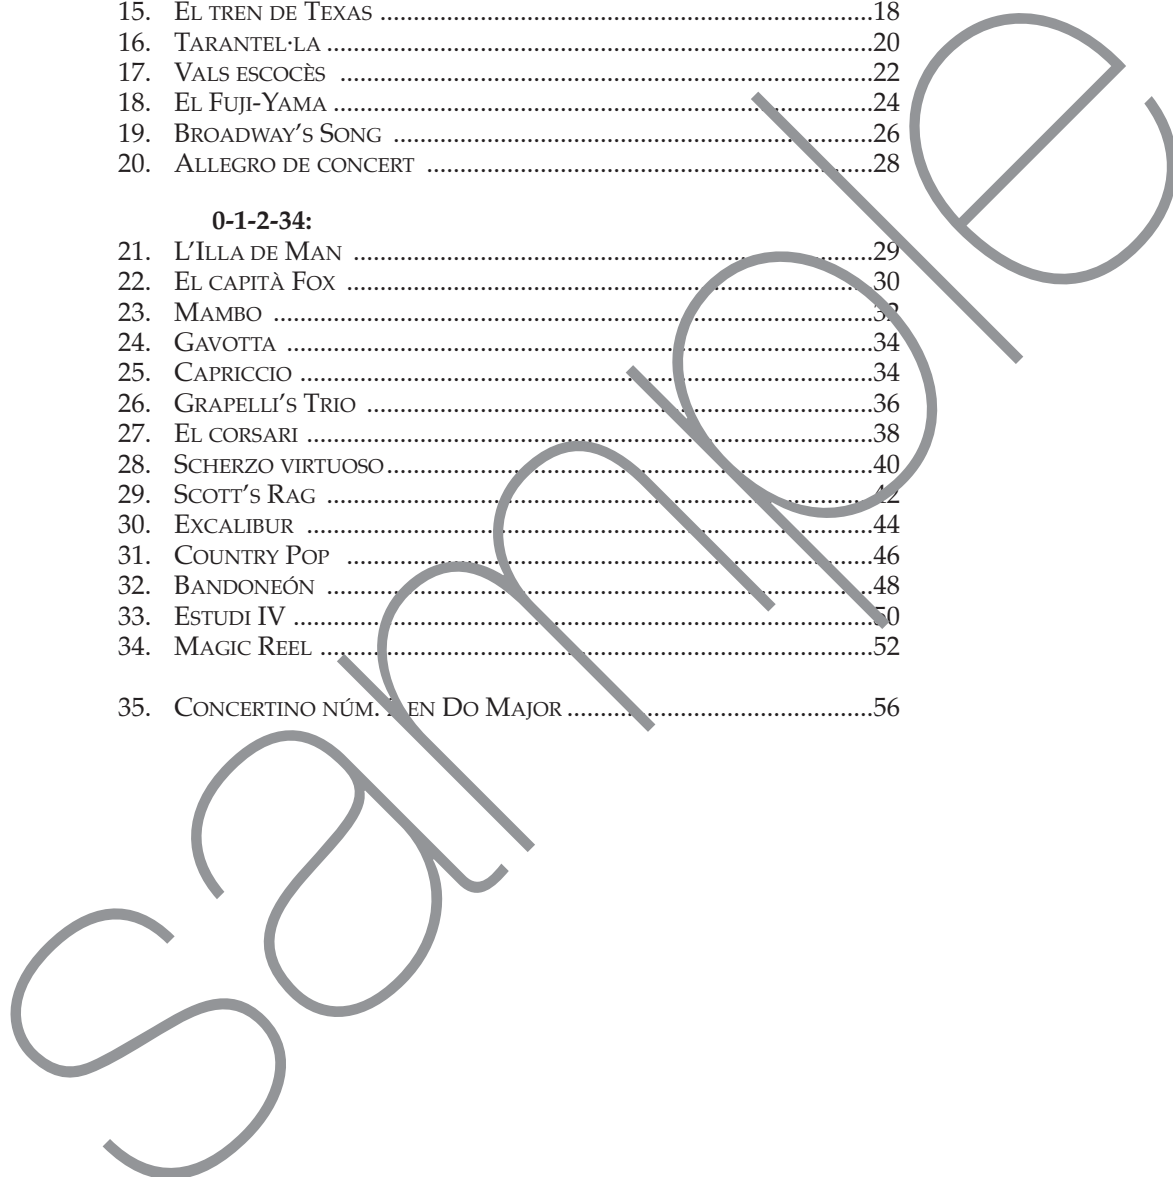 15. El tren de Texas ........................................................................................18
16. Tarantel·la ..................................................................................................20
17. Vals escocès ...............................................................................................22
18. El Fuji-Yama ................................................................................................24
19. Broadway’s Song ......................................................................................26
20. Allegro de concert ................................................................................28
0-1-2-34:
21. L’Illa de Man .............................................................................................29
22. El capità Fox ..............................................................................................30
23. Mambo ...........................................................................................................32
24. Gavotta ........................................................................................................34
25. Capriccio ......................................................................................................34
26. Grapelli’s Trio ..........................................................................................36
27. El corsari .....................................................................................................38
28. Scherzo virtuoso.......................................................................................40
29. Scott’s Rag .................................................................................................42
30. Excalibur .....................................................................................................44
31. Country Pop ..............................................................................................46
32. Bandoneón .................................................................................................48
33. Estudi IV .......................................................................................................50
34. Magic Reel ...................................................................................................52
35. Concertino núm. en Do Major .......................................................56
sample